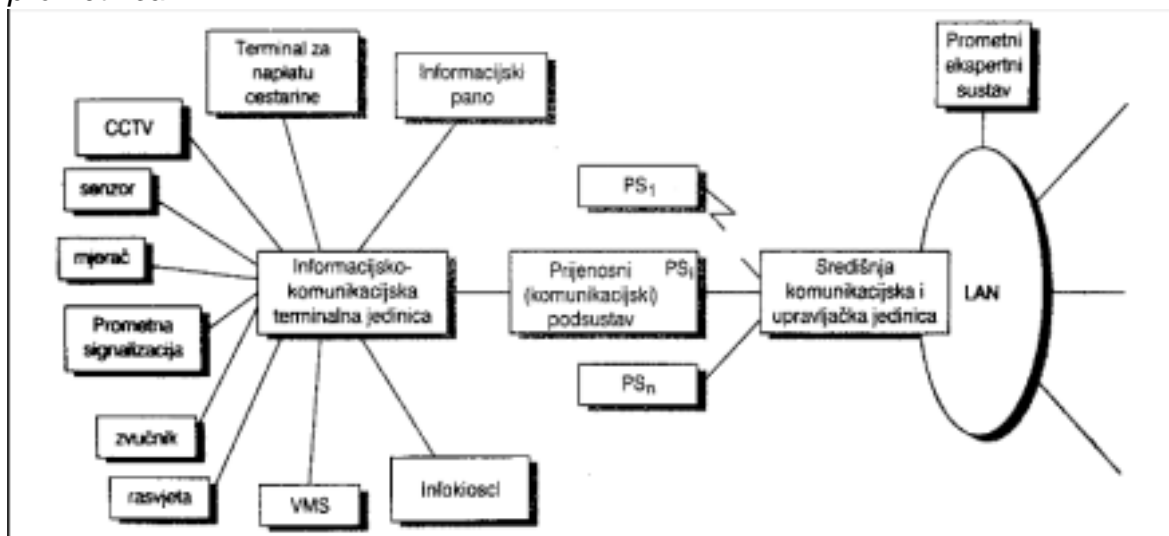 Terminal za
naplatu
cestarine
Informacijski
pano
Prometni
ekspertni
sustav
CCTV
senzor
mjerač
Prometna
signalizacija
zvučnik
rasvjeta
VMS
Infokiosci
Informacijsko-
komunikacijska
terminalna jedinica
PS1
Prijenosni PSi
(komunikacijski)
podsustav
PSn
Središnja
komunikacijska i
upravljačka jedinica
LAN